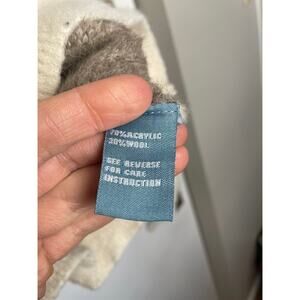 70%ACRYLIC
30%WOOL
SEE REVERSE
FOR CARE
INSTRUCTION